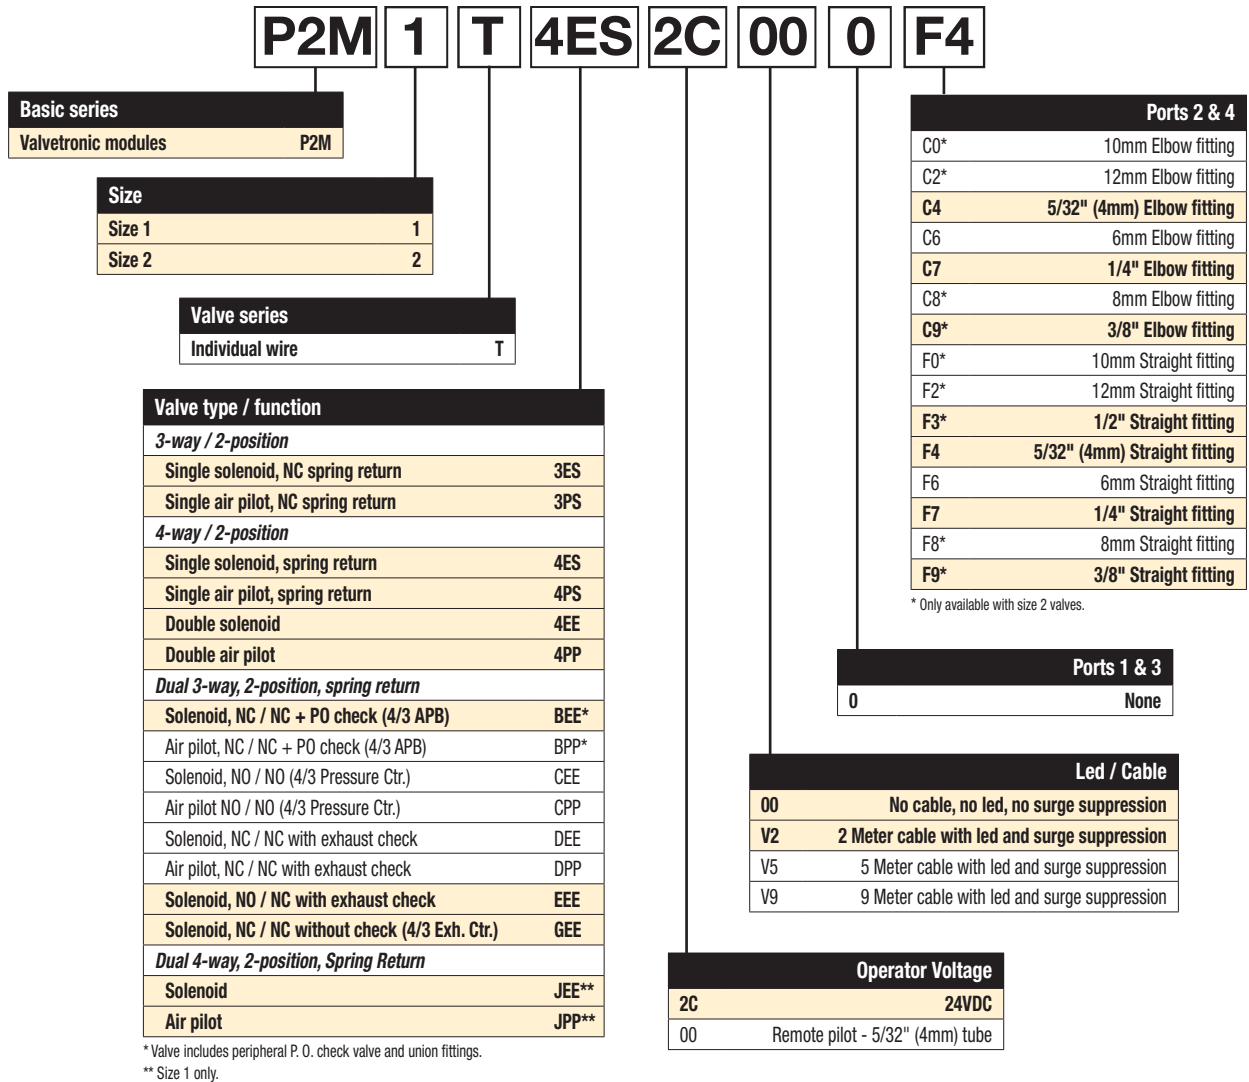 P2M 1 T 4ES 2C 00 0 F4
Basic series
Valvetronic modules P2M
Size
Size 1 1
Size 2 2
Valve series
Individual wire T
Valve type / function
3-way / 2-position
Single solenoid, NC spring return 3ES
Single air pilot, NC spring return 3PS
4-way / 2-position
Single solenoid, spring return 4ES
Single air pilot, spring return 4PS
Double solenoid 4EE
Double air pilot 4PP
Dual 3-way, 2-position, spring return
Solenoid, NC / NC + PO check (4/3 APB) BEE*
Air pilot, NC / NC + PO check (4/3 APB) BPP*
Solenoid, NO / NO (4/3 Pressure Ctr.) CEE
Air pilot NO / NO (4/3 Pressure Ctr.) CPP
Solenoid, NC / NC with exhaust check DEE
Air pilot, NC / NC with exhaust check DPP
Solenoid, NO / NC with exhaust check EEE
Solenoid, NC / NC without check (4/3 Exh. Ctr.) GEE
Dual 4-way, 2-position, Spring Return
Solenoid JEE**
Air pilot JPP**
* Valve includes peripheral P. O. check valve and union fittings.
** Size 1 only.
Ports 2 & 4
C0* 10mm Elbow fitting
C2* 12mm Elbow fitting
C4 5/32" (4mm) Elbow fitting
C6 6mm Elbow fitting
C7 1/4" Elbow fitting
C8* 8mm Elbow fitting
C9* 3/8" Elbow fitting
F0* 10mm Straight fitting
F2* 12mm Straight fitting
F3* 1/2" Straight fitting
F4 5/32" (4mm) Straight fitting
F6 6mm Straight fitting
F7 1/4" Straight fitting
F8* 8mm Straight fitting
F9* 3/8" Straight fitting
* Only available with size 2 valves.
Ports 1 & 3
0 None
Led / Cable
00 No cable, no led, no surge suppression
V2 2 Meter cable with led and surge suppression
V5 5 Meter cable with led and surge suppression
V9 9 Meter cable with led and surge suppression
Operator Voltage
2C 24VDC
00 Remote pilot - 5/32" (4mm) tube